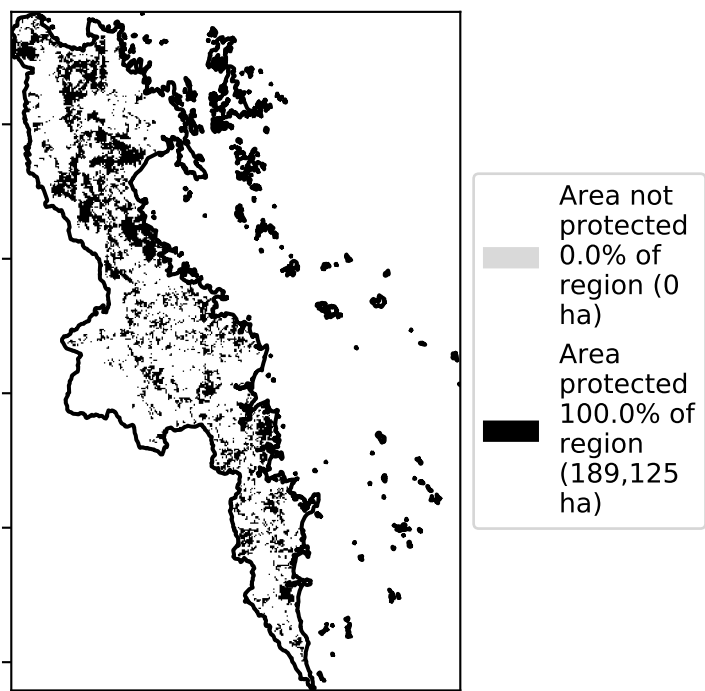 Area not
protected
0.0% of
region (0
ha)
Area
protected
100.0% of
region
(189,125
ha)